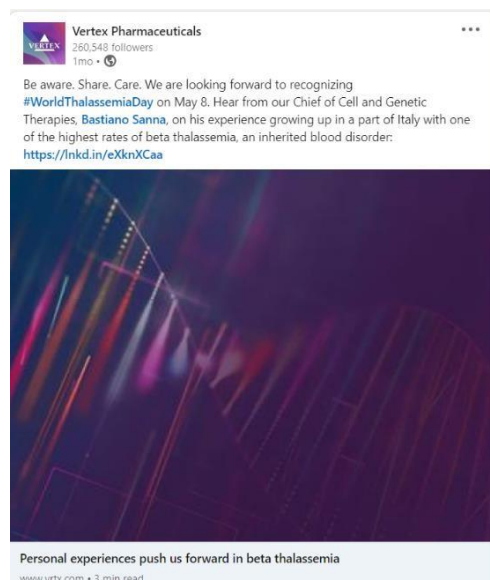 VERTEX
Vertex Pharmaceuticals
260,548 followers
1mo •
Be aware. Share. Care. We are looking forward to recognizing
#WorldThalassemiaDay on May 8. Hear from our Chief of Cell and Genetic
Therapies, Bastiano Sanna, on his experience growing up in a part of Italy with one
of the highest rates of beta thalassemia, an inherited blood disorder:
https://lnkd.in/eXknXCaa
Personal experiences push us forward in beta thalassemia
www.vrtx.com • 3 min read